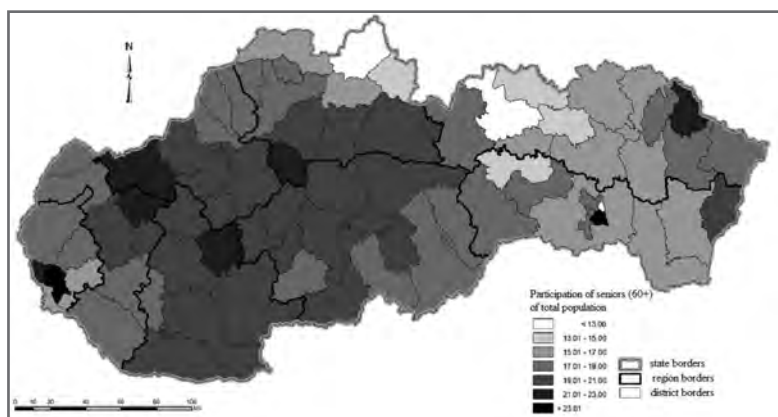 N
Participation of seniors (60+)
of total population
< 13.00
13.01 - 15.00
15.01 - 17.00
17.01 - 19.00
19.01 - 21.00
21.01 - 23.00
+ 23.01
state borders
region borders
district borders
0 10 20 40 60 80 100